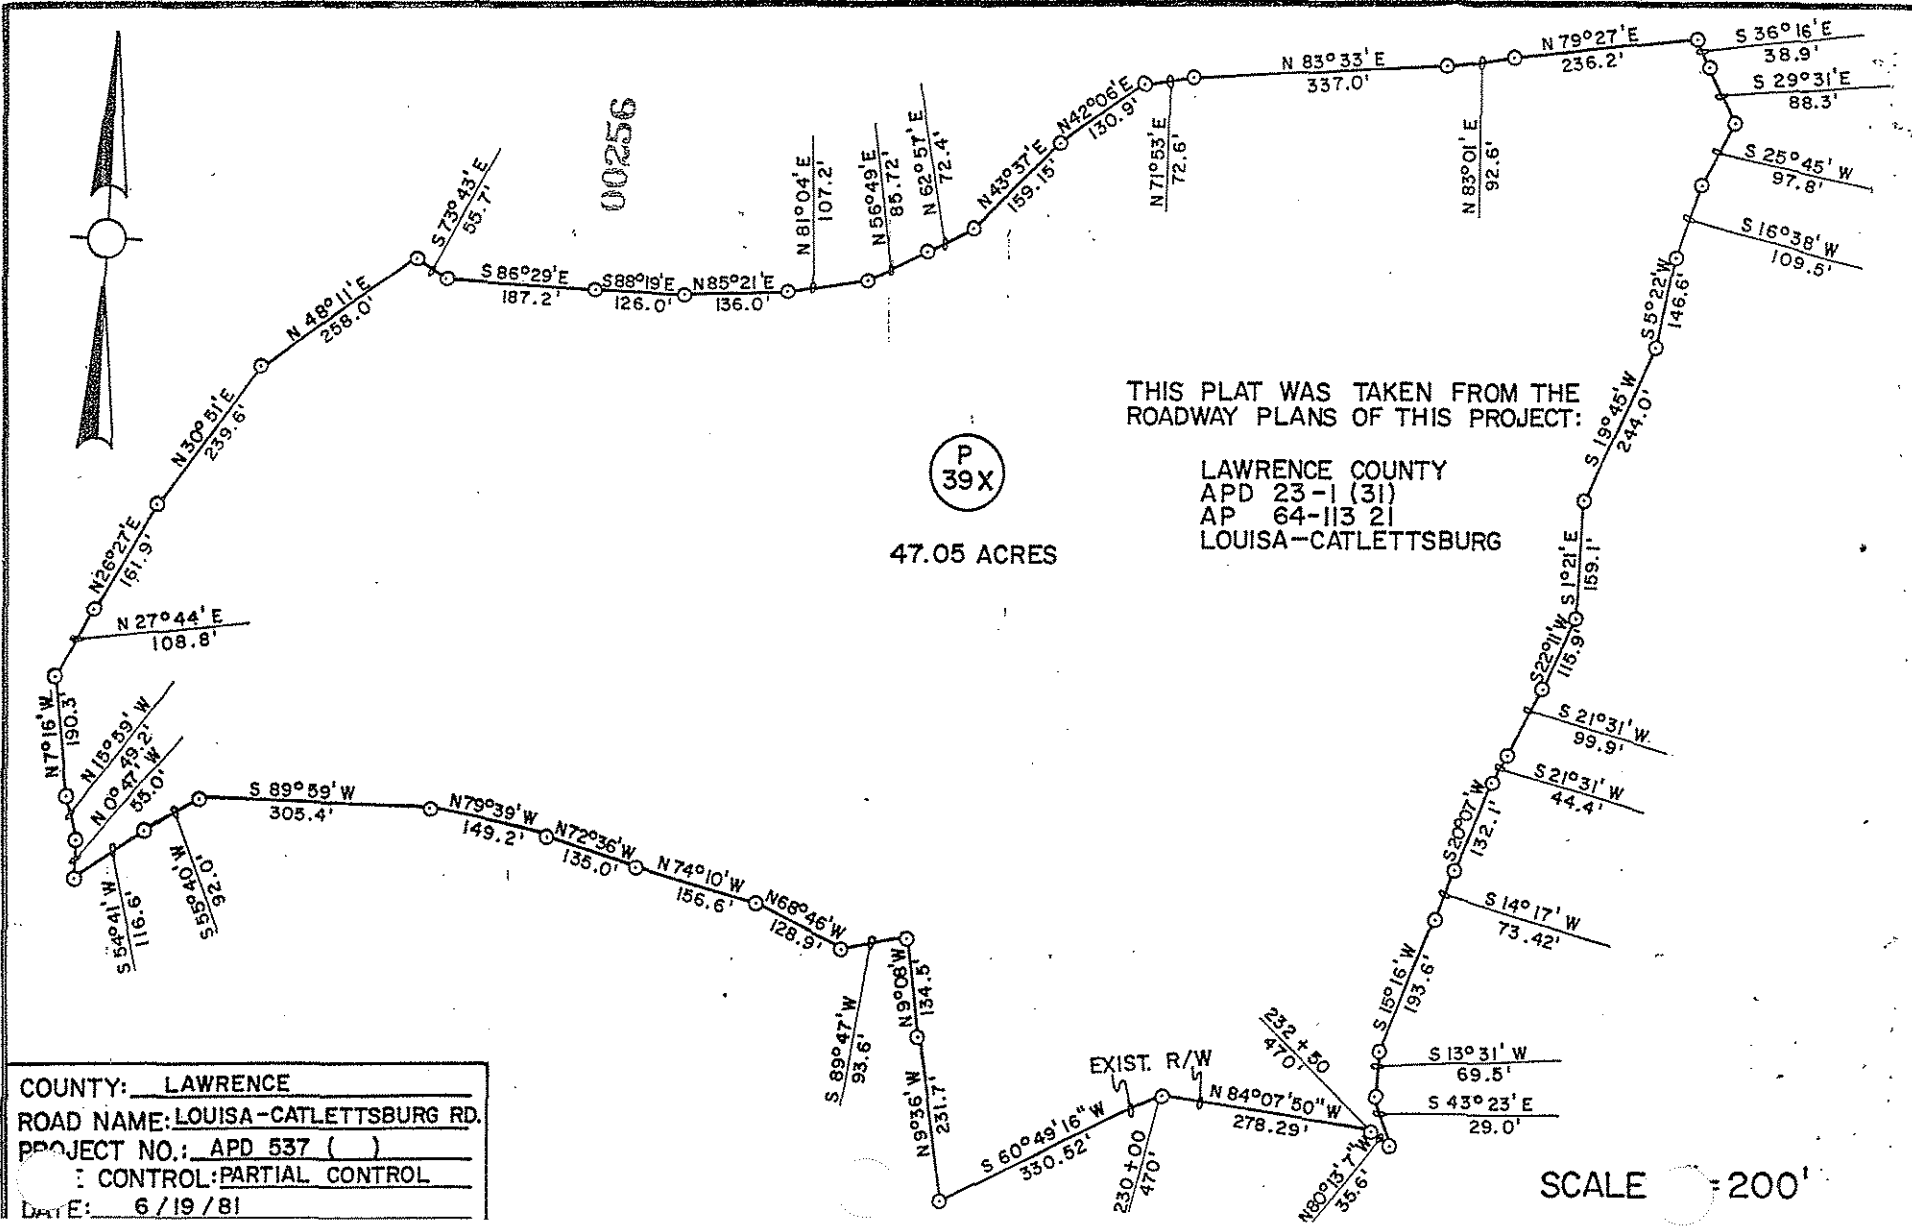 00256
N 48°11'E
258.0'
S 73°43'E
55.7'
S 86°29'E
187.2'
S88°19'E
126.0'
N85°21'E
136.0'
N 81°04'E
107.2'
N 56°49'E
85.72'
N 62°57'E
72.4'
N43°37'E
159.15'
N42°06'E
130.9'
N71°53'E
72.6'
N 83°33'E
337.0'
N 83°01'E
92.6'
N 79°27'E
236.2'
S 36°16'E
38.9'
S 29°31'E
88.3'
S 25°45' W
97.8'
S 16°38' W
109.5'
S 5°22' W
146.6'
S 19°45' W
244.0'
S 1°21'E
159.1'
S22°11'W
115.9'
S 21°31' W.
99.9'
S 21°31' W
44.4'
S20°07' W
132.1'
S 14°17' W
73.42'
S 15°16' W
193.6'
S 13°31' W
69.5'
S 43°23' E
29.0'
N80°13'7"W
35.6'
232+50
470'
N 84°07'50" W
278.29'
EXIST. R/W
230+00
470'
S 60°49'16" W
330.52'
N 9°36' W
231.7'
N 9°08'W
134.5'
S 89°47' W
93.6'
N68°46'W
128.9'
N 74°10' W
156.6'
N72°36'W
135.0'
N79°39'W
149.2'
S 89°59' W
305.4'
S55°40' W
92.0'
S 54°41' W
116.6'
N 0°47' W
55.0'
N 15°59' W
49.2'
N7°16'W
190.3'
N 27°44' E
108.8'
N26°27'E
161.9'
N30°51'E
239.6'
P
39X
47.05 ACRES
THIS PLAT WAS TAKEN FROM THE
ROADWAY PLANS OF THIS PROJECT:
LAWRENCE COUNTY
APD 23-1 (31)
AP 64-113 21
LOUISA-CATLETTSBURG
COUNTY: LAWRENCE
ROAD NAME: LOUISA-CATLETTSBURG RD.
PROJECT NO.: APD 537 ( )
CONTROL: PARTIAL CONTROL
DATE: 6/19/81
SCALE =200'